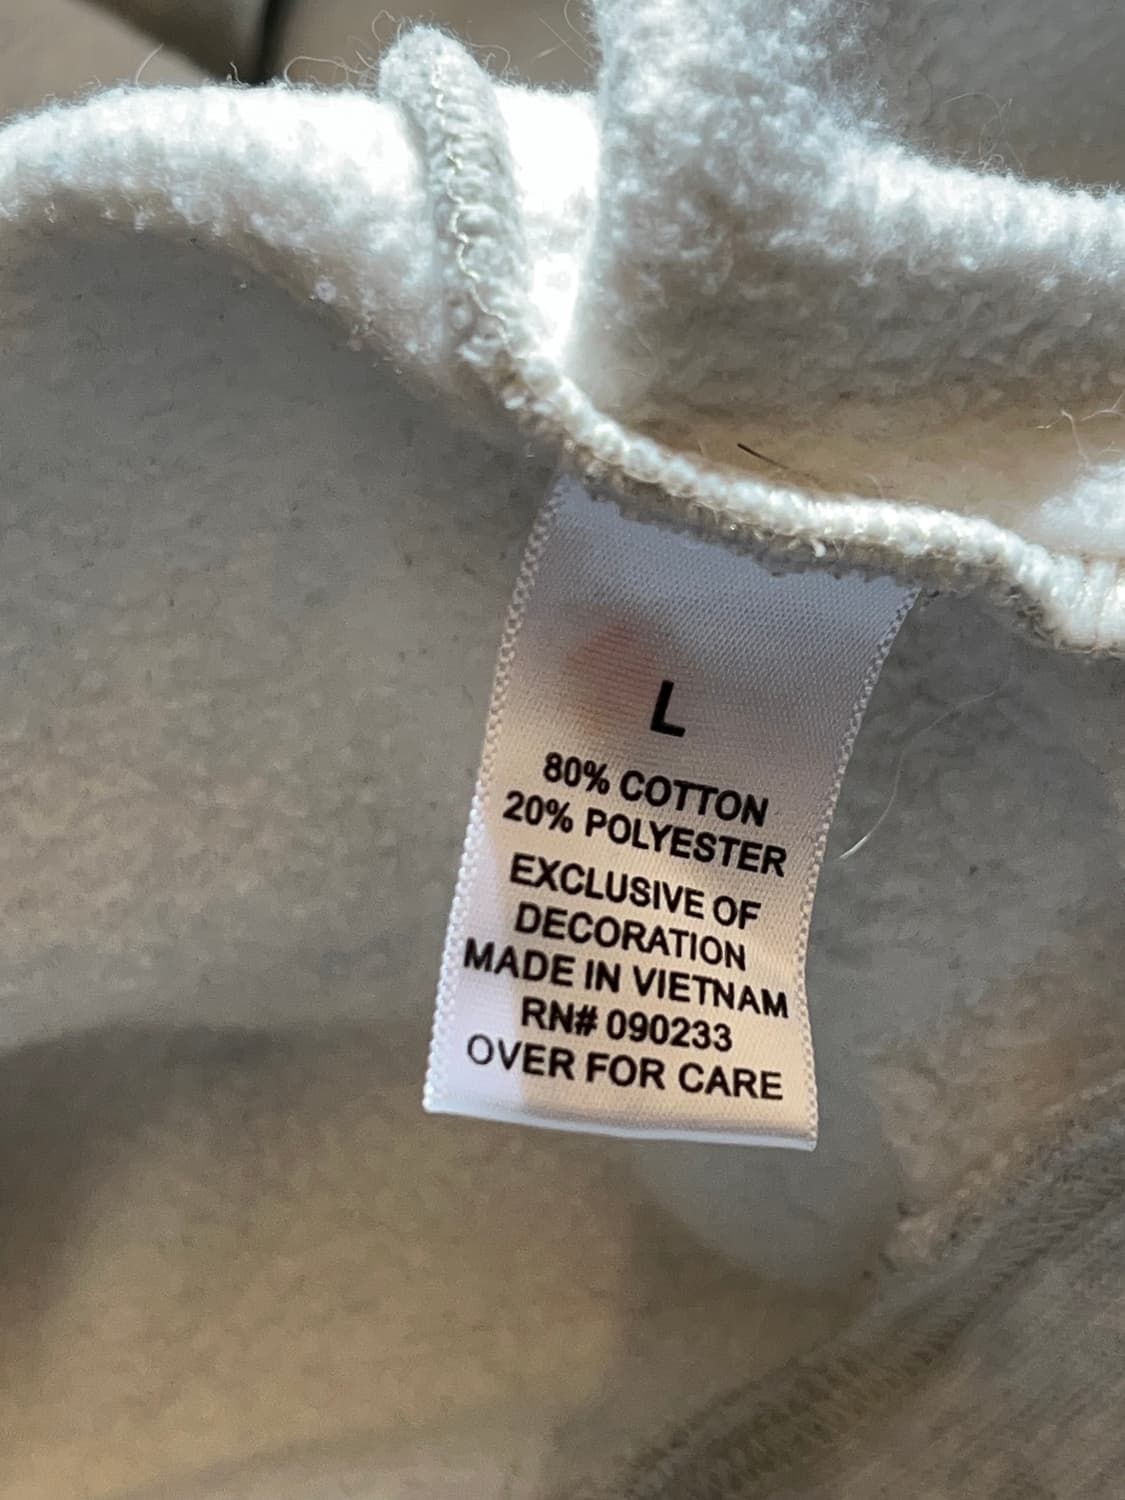 L
80% COTTON
20% POLYESTER
EXCLUSIVE OF
DECORATION
MADE IN VIETNAM
RN# 090233
OVER FOR CARE